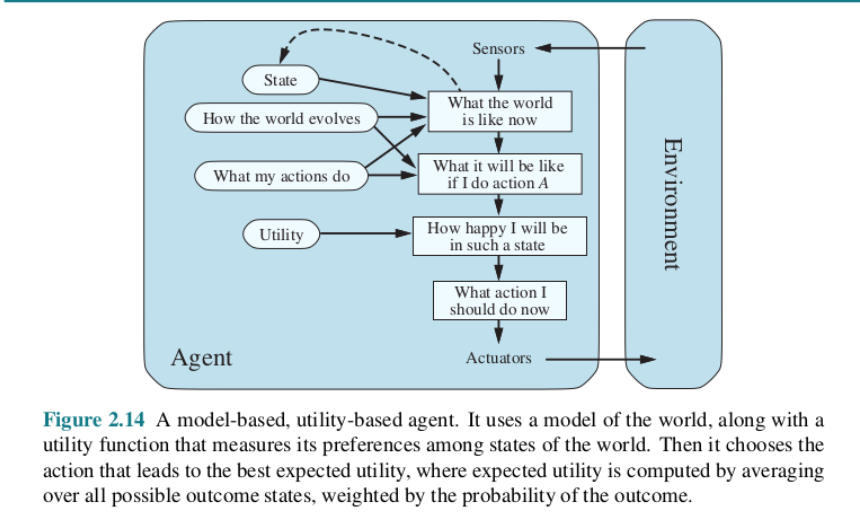 Sensors
State
What the world
is like now
How the world evolves
What it will be like
if I do action A
What my actions do
How happy I will be
in such a state
Utility
What action I
should do now
Agent
Actuators
Environment
Figure 2.14 A model-based, utility-based agent. It uses a model of the world, along with a
utility function that measures its preferences among states of the world. Then it chooses the
action that leads to the best expected utility, where expected utility is computed by averaging
over all possible outcome states, weighted by the probability of the outcome.